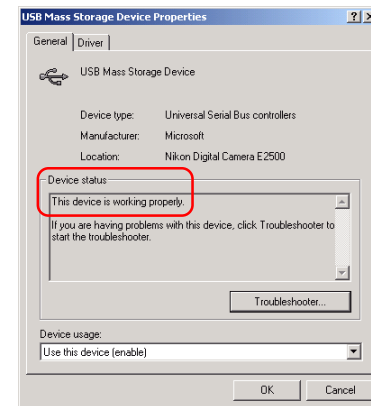 USB Mass Storage Device Properties
General Driver
USB Mass Storage Device
Device type: Universal Serial Bus controllers
Manufacturer: Microsoft
Location: Nikon Digital Camera E2500
Device status
This device is working properly.
If you are having problems with this device, click Troubleshooter to
start the troubleshooter.
Troubleshooter...
Device usage:
Use this device (enable)
OK Cancel